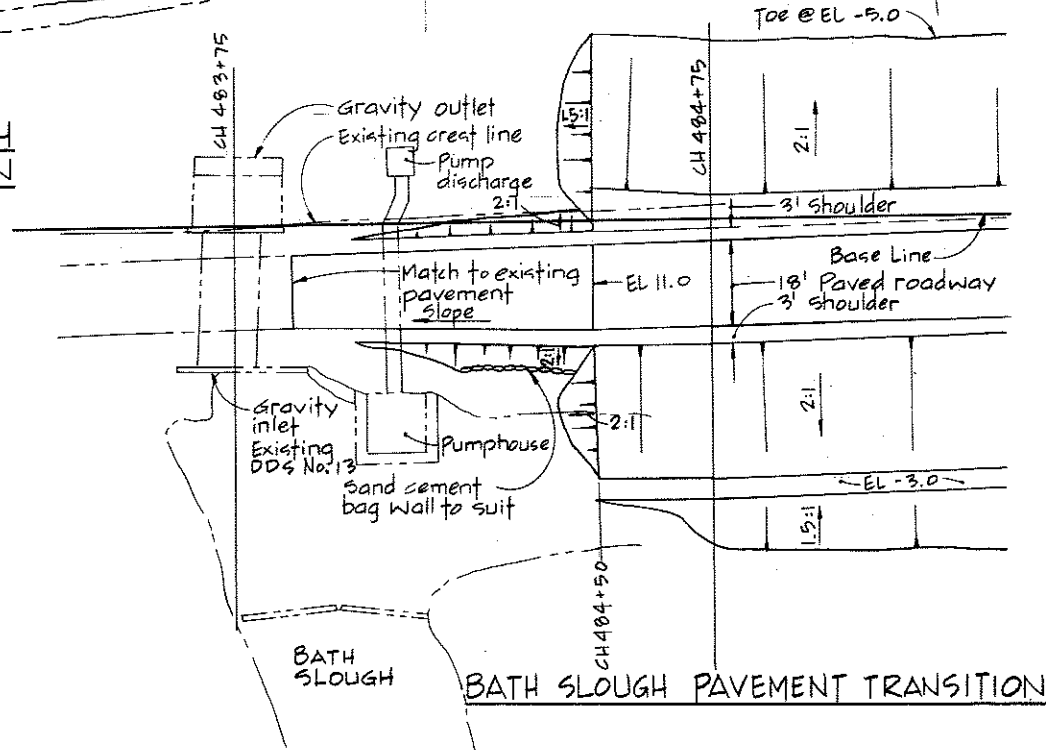 Toe @ EL -5.0
CH 483+75
CH 484+75
Gravity outlet
Existing crest line
Pump
discharge
2:1
1.5:1
2:1
3' shoulder
Base Line
Match to existing
pavement
Slope
EL 11.0
18' Paved roadway
3' Shoulder
2:1
2:1
2:1
Gravity
inlet
Existing
DDS No. 13
Pumphouse
Sand cement
bag wall to suit
EL -3.0
1.5:1
CH 484+50
BATH
SLOUGH
BATH SLOUGH PAVEMENT TRANSITION